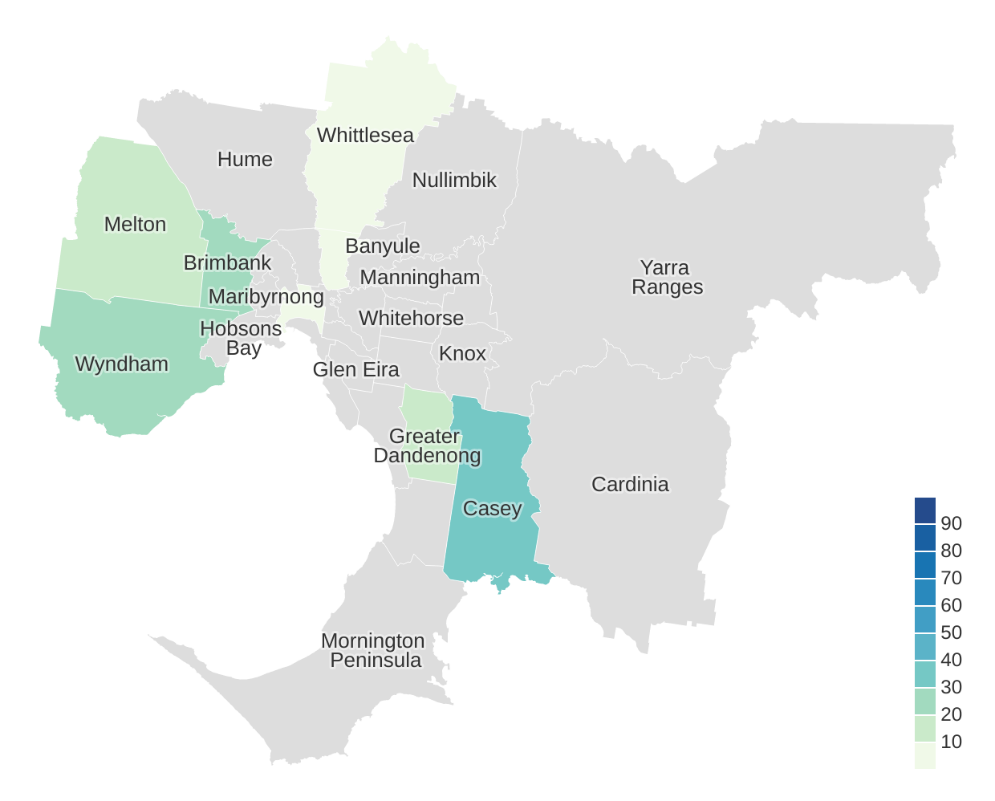 Whittlesea
Hume
Nullimbik
Melton
Banyule
Brimbank
Yarra
Ranges
Manningham
Maribyrnong
Whitehorse
Hobsons
Bay
Knox
Wyndham
Glen Eira
Greater
Dandenong
Cardinia
Casey
Mornington
Peninsula
90
80
70
60
50
40
30
20
10